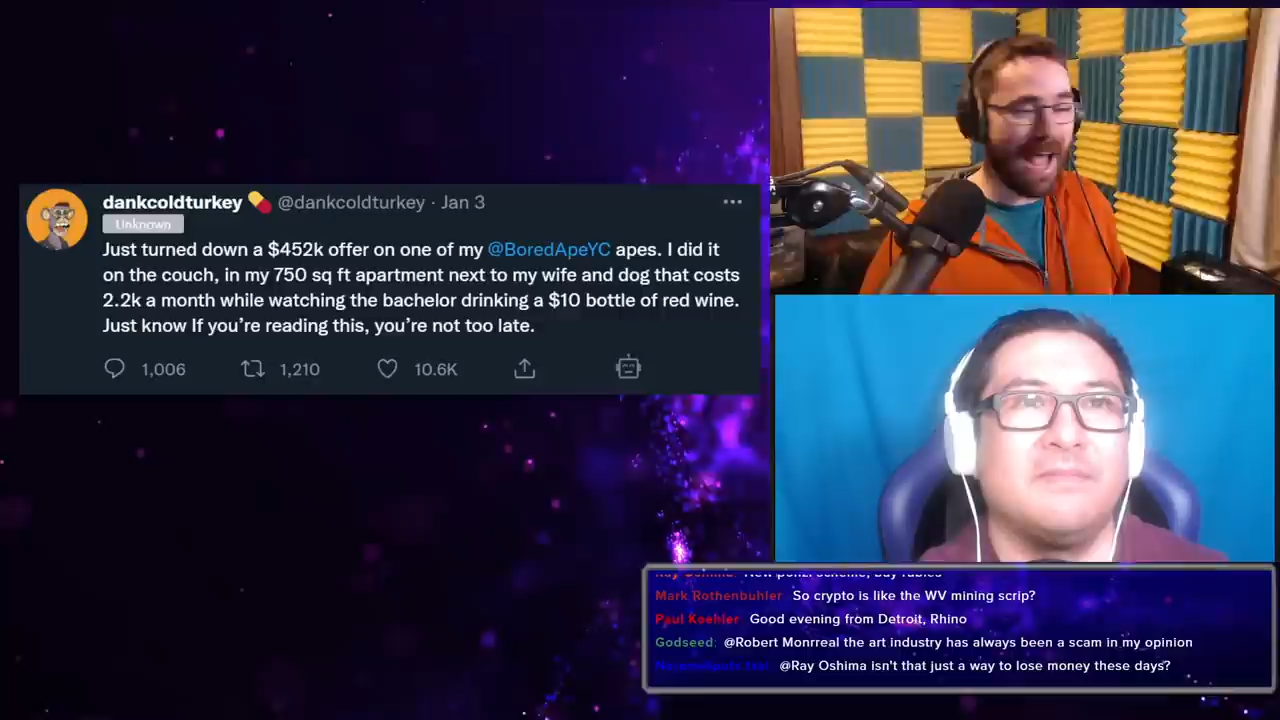 dankcoldturkey @dankcoldturkey · Jan 3
Unknown
Just turned down a $452k offer on one of my @BoredApeYC apes. I did it
on the couch, in my 750 sq ft apartment next to my wife and dog that costs
2.2k a month while watching the bachelor drinking a $10 bottle of red wine.
Just know If you’re reading this, you’re not too late.
1,006 1,210 10.6K
Mark Rothenbuhler So crypto is like the WV mining scrip?
Paul Koehler Good evening from Detroit, Rhino
Godseed: @Robert Monrreal the art industry has always been a scam in my opinion
@Ray Oshima isn't that just a way to lose money these days?